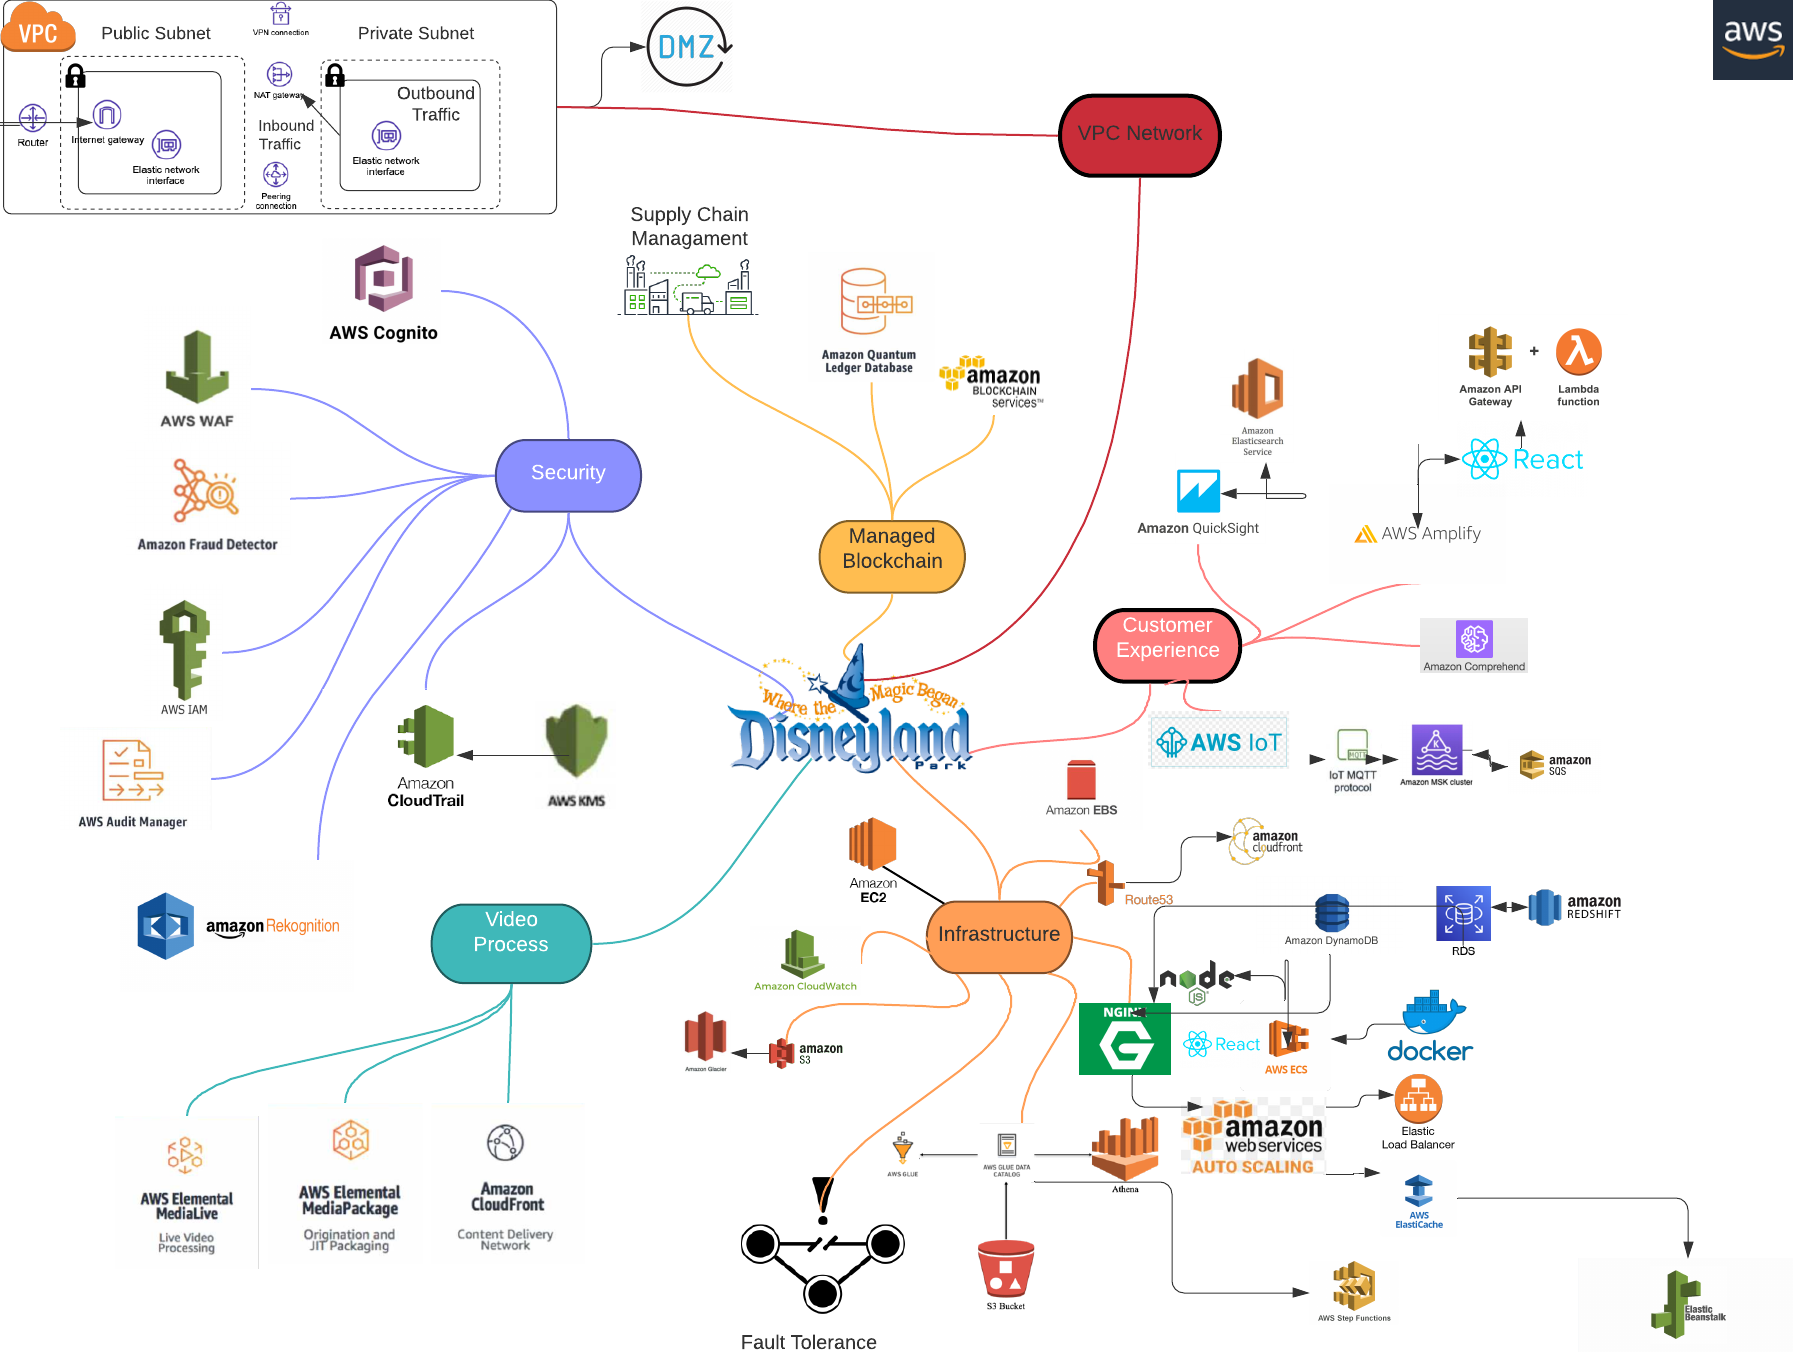 VPC
Public Subnet
VPN connection
Private Subnet
NAT gateway
Outbound
Traffic
Inbound
Traffic
Router
Internet gateway
Elastic network
interface
Elastic network
interface
Peering
connection
DMZ
aws
VPC Network
Supply Chain
Managament
AWS Cognito
Amazon Quantum
Ledger Database
amazon
BLOCKCHAIN
services™
AWS WAF
Amazon Fraud Detector
Security
Managed
Blockchain
Amazon
Elasticsearch
Service
Amazon API
Gateway
+
Lambda
function
React
Amazon QuickSight
AWS Amplify
Customer
Experience
Amazon Comprehend
AWS IoT
MQTT
IoT MQTT
protocol
K
Amazon MSK cluster
amazon
SQS
AWS IAM
AWS Audit Manager
Amazon
CloudTrail
AWS KMS
amazon Rekognition
Where the Magic Began
Disneyland
Park
Video
Process
AWS Elemental
MediaLive
Live Video
Processing
AWS Elemental
MediaPackage
Origination and
JIT Packaging
Amazon
CloudFront
Content Delivery
Network
Amazon EBS
Amazon
EC2
Infrastructure
Route53
amazon
cloudfront
Amazon DynamoDB
RDS
amazon
REDSHIFT
Amazon CloudWatch
Amazon Glacier
amazon
S3
node
JS
NGINX
G
React
AWS ECS
docker
amazon
webservices
AUTO SCALING
Elastic
Load Balancer
AWS
ElastiCache
Elastic
Beanstalk
AWS GLUE
AWS GLUE DATA
CATALOG
Athena
S3 Bucket
AWS Step Functions
Fault Tolerance